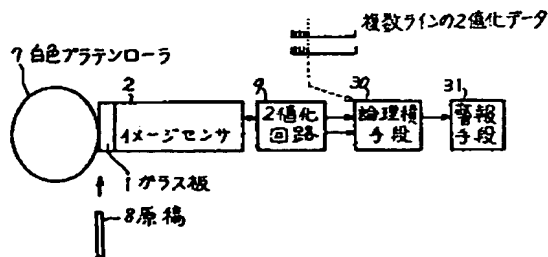 複数ラインの2値化データ
7 白色プラテンローラ
2
イメージセンサ
9
2値化
回路
30
論理積
手段
31
警報
手段
1 ガラス板
8 原稿